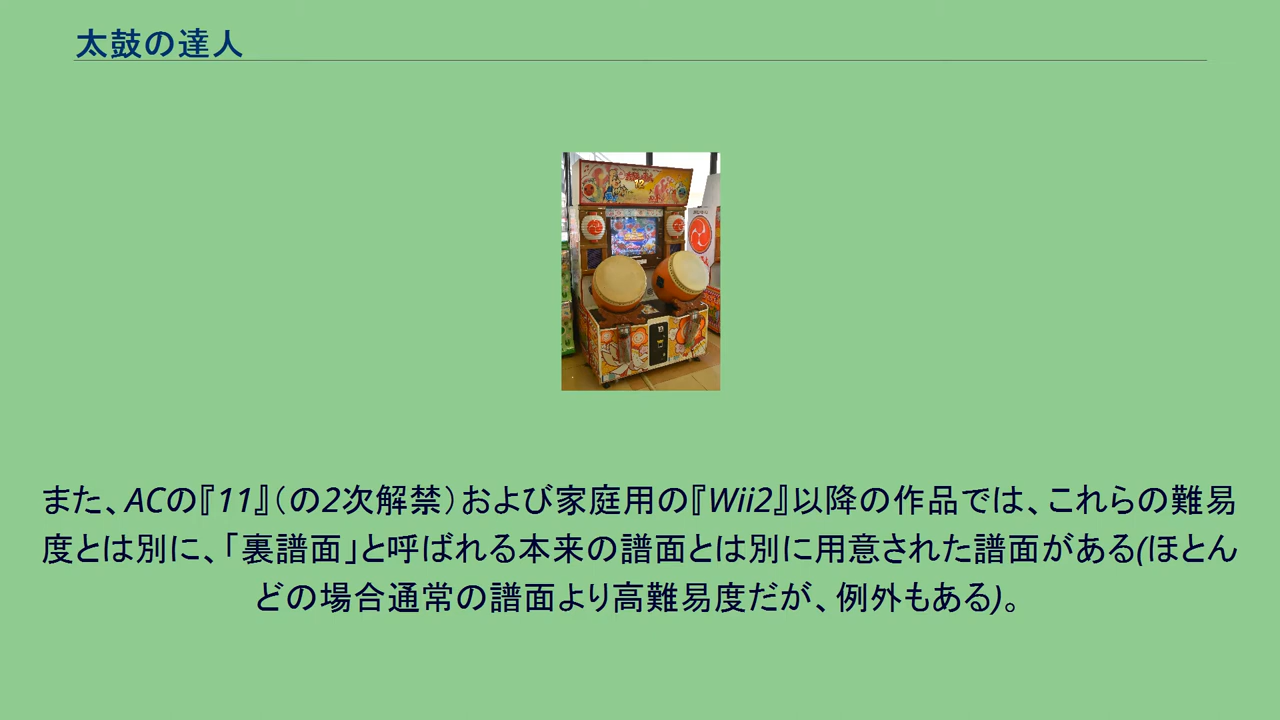 太鼓の達人
また、ACの『11』（の2次解禁）および家庭用の『Wii2』以降の作品では、これらの難易
度とは別に、「裏譜面」と呼ばれる本来の譜面とは別に用意された譜面がある(ほとん
どの場合通常の譜面より高難易度だが、例外もある)。